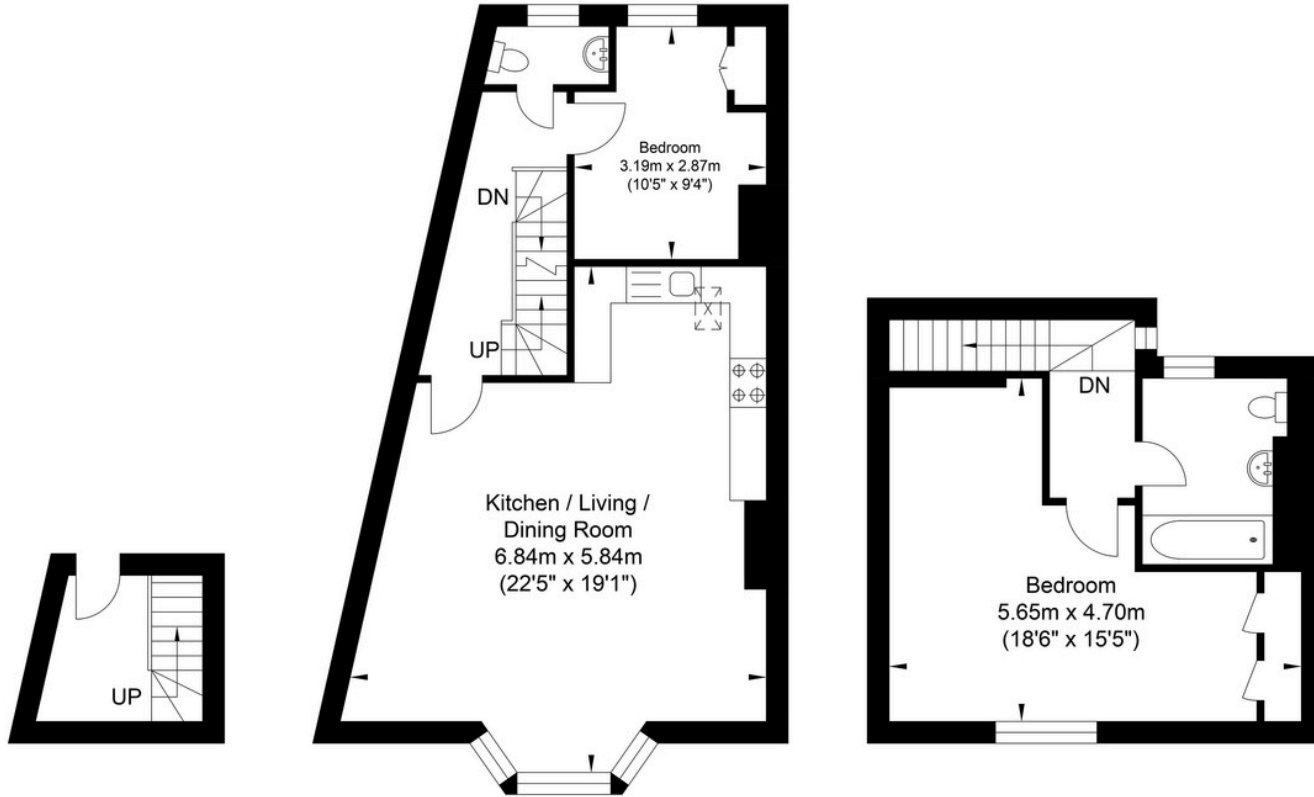 Bedroom
3.19m x 2.87m
(10'5" x 9'4")
DN
UP
Kitchen / Living /
Dining Room
6.84m x 5.84m
(22'5" x 19'1")
UP
DN
Bedroom
5.65m x 4.70m
(18'6" x 15'5")